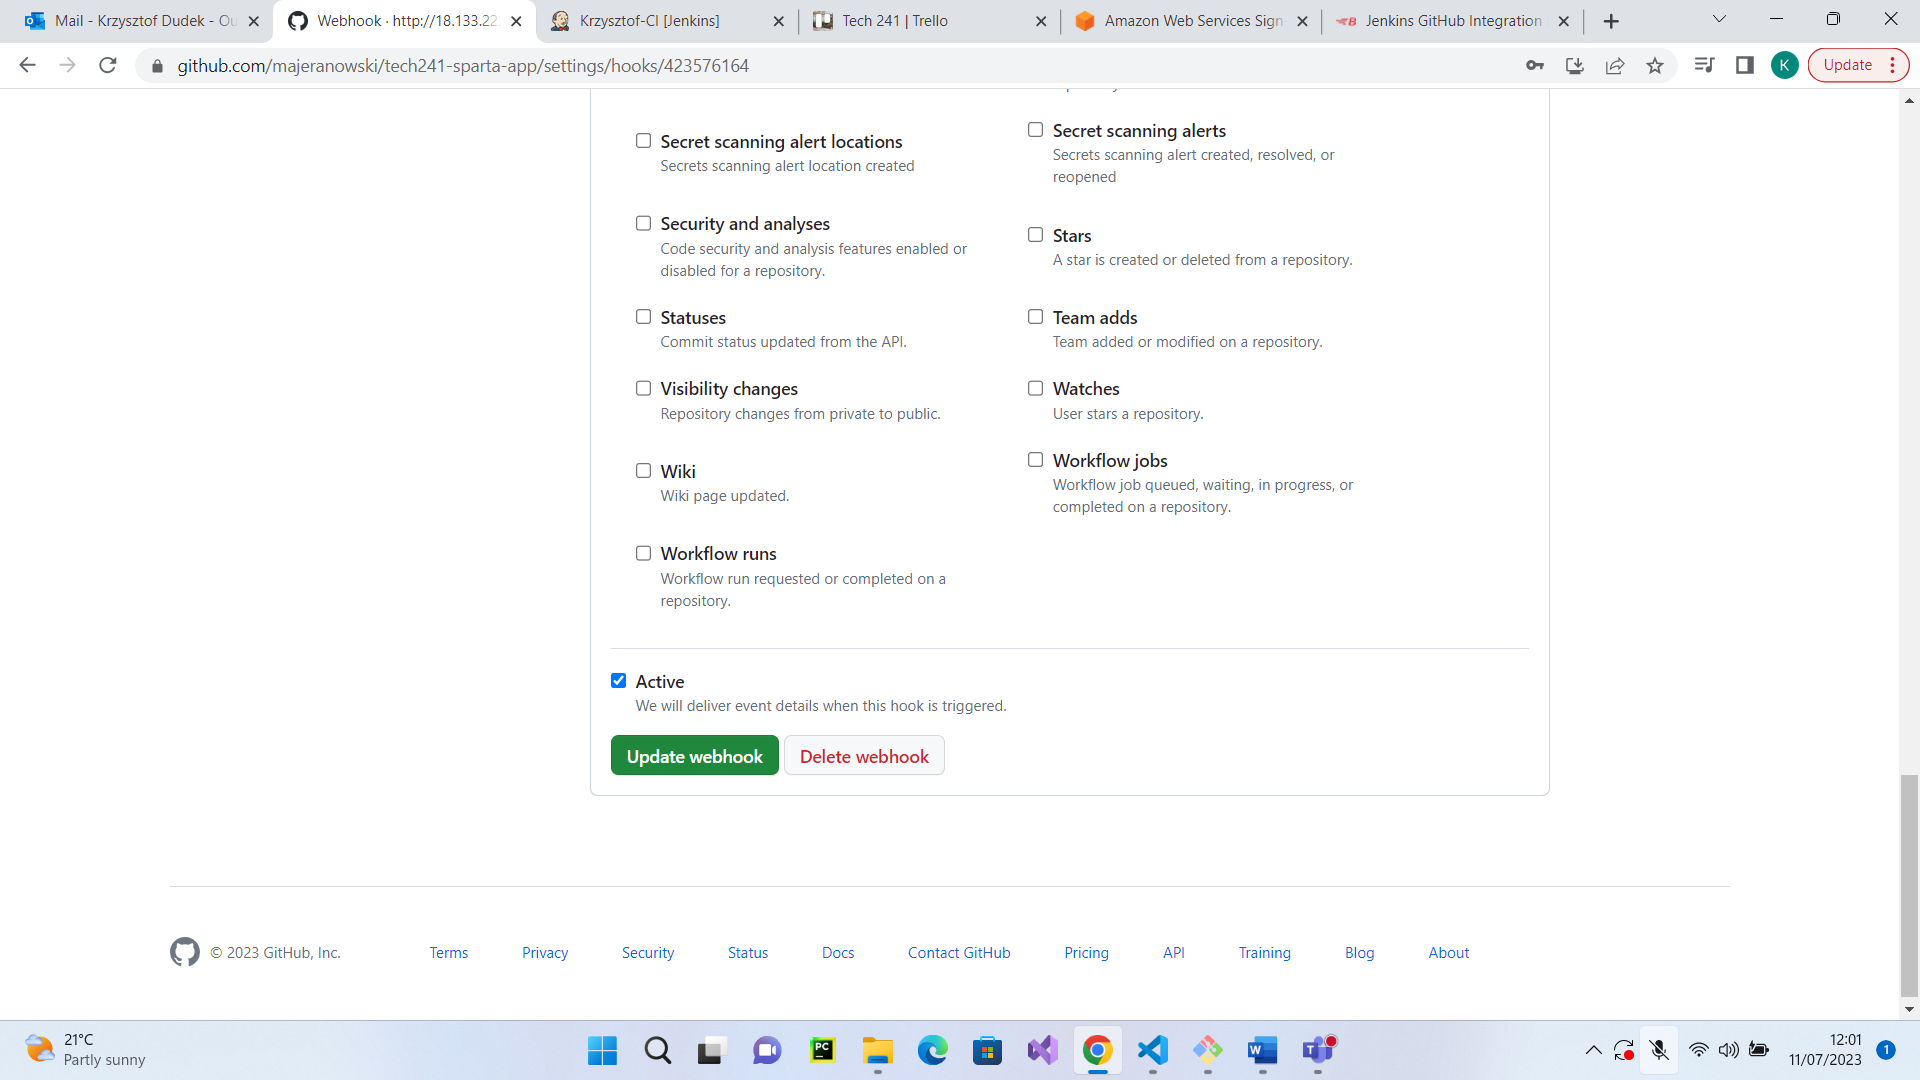 Mail - Krzysztof Dudek - Ou
Webhook · http://18.133.22
Krzysztof-CI [Jenkins]
Tech 241 | Trello
Amazon Web Services Sign
Jenkins GitHub Integration
github.com/majeranowski/tech241-sparta-app/settings/hooks/423576164
K
Update
Secret scanning alert locations
Secrets scanning alert location created
Secret scanning alerts
Secrets scanning alert created, resolved, or
reopened
Security and analyses
Code security and analysis features enabled or
disabled for a repository.
Stars
A star is created or deleted from a repository.
Statuses
Commit status updated from the API.
Team adds
Team added or modified on a repository.
Visibility changes
Repository changes from private to public.
Watches
User stars a repository.
Wiki
Wiki page updated.
Workflow jobs
Workflow job queued, waiting, in progress, or
completed on a repository.
Workflow runs
Workflow run requested or completed on a
repository.
Active
We will deliver event details when this hook is triggered.
Update webhook
Delete webhook
© 2023 GitHub, Inc.
Terms
Privacy
Security
Status
Docs
Contact GitHub
Pricing
API
Training
Blog
About
21°C
Partly sunny
12:01
11/07/2023
1